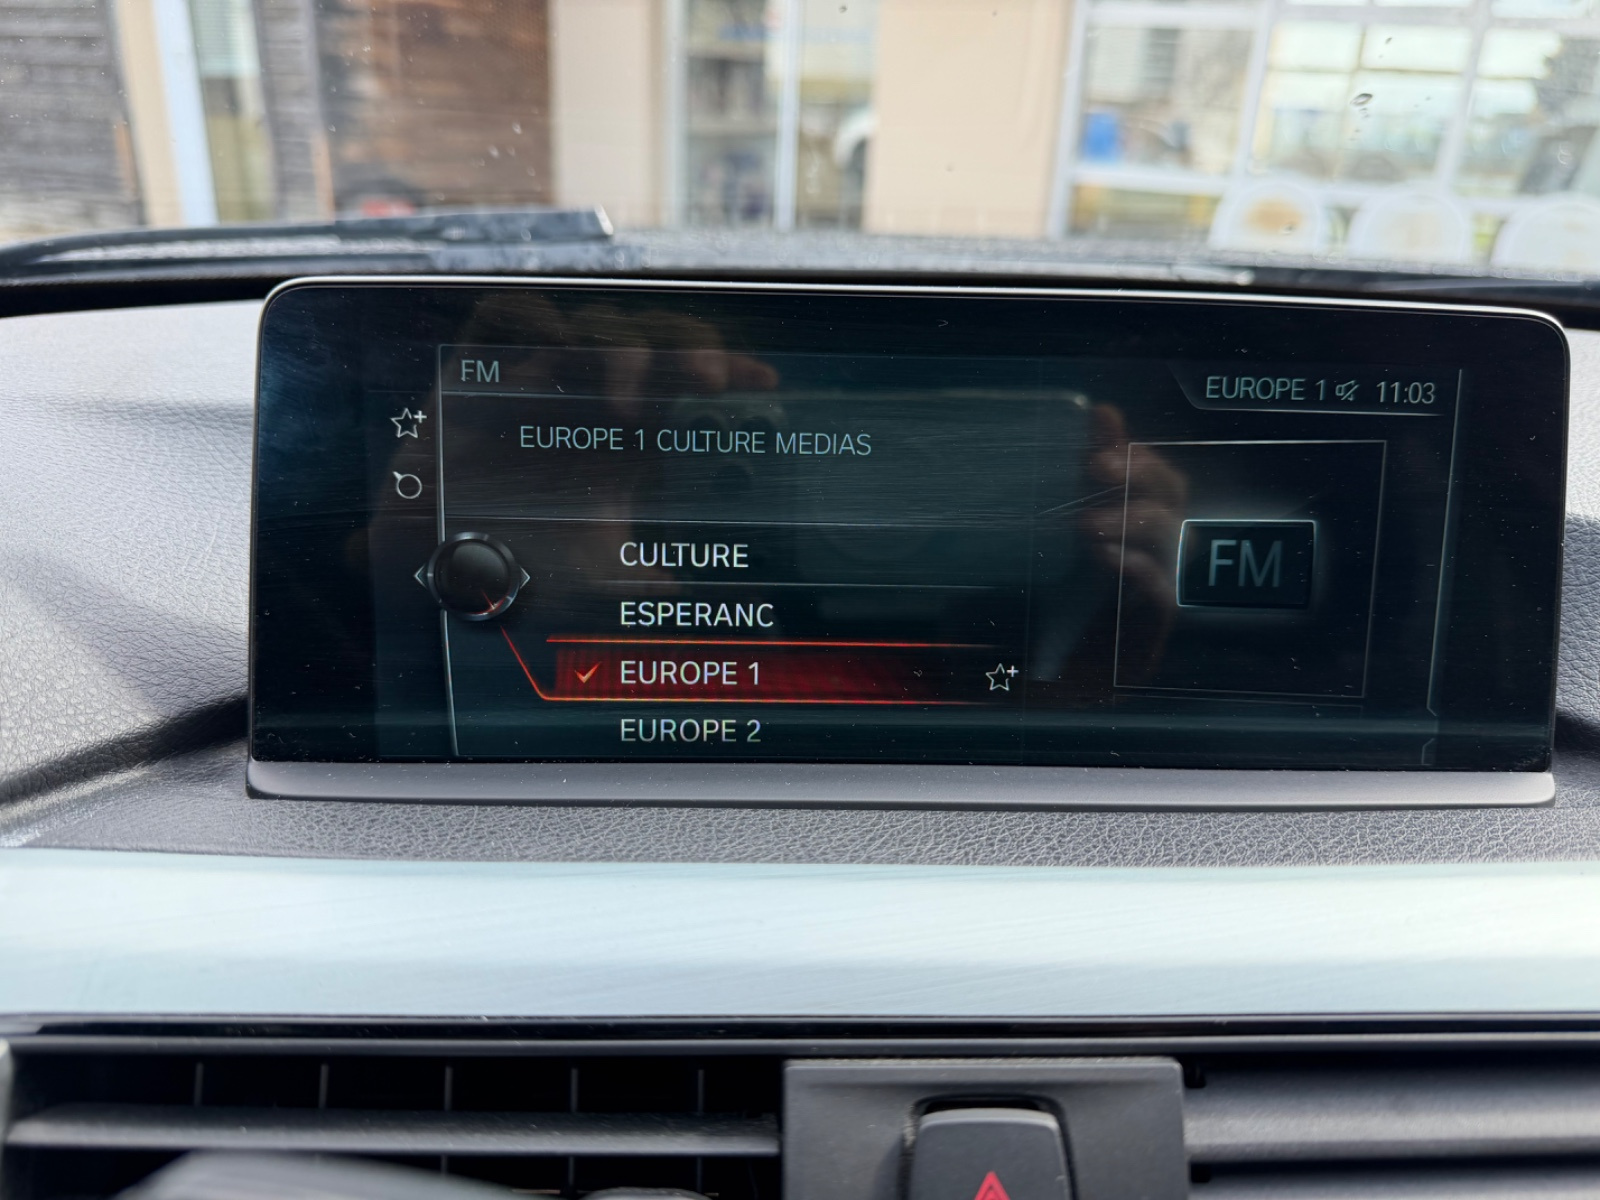 FM
EUROPE 1 11:03
EUROPE 1 CULTURE MEDIAS
CULTURE
ESPERANC
EUROPE 1
EUROPE 2
FM